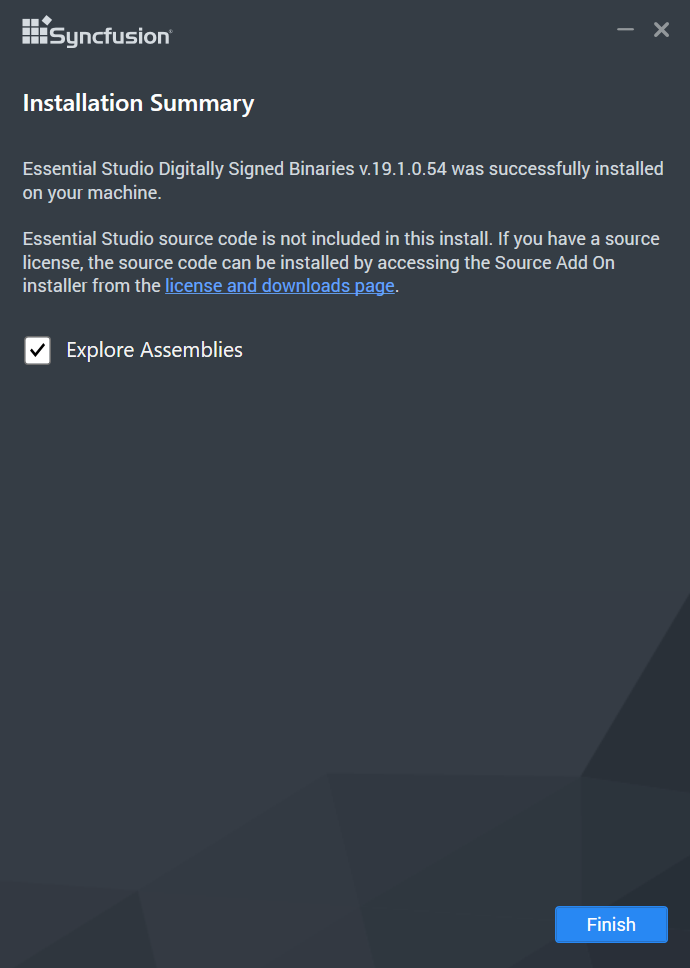 Syncfusion®
Installation Summary
Essential Studio Digitally Signed Binaries v.19.1.0.54 was successfully installed
on your machine.
Essential Studio source code is not included in this install. If you have a source
license, the source code can be installed by accessing the Source Add On
installer from the license and downloads page.
Explore Assemblies
Finish